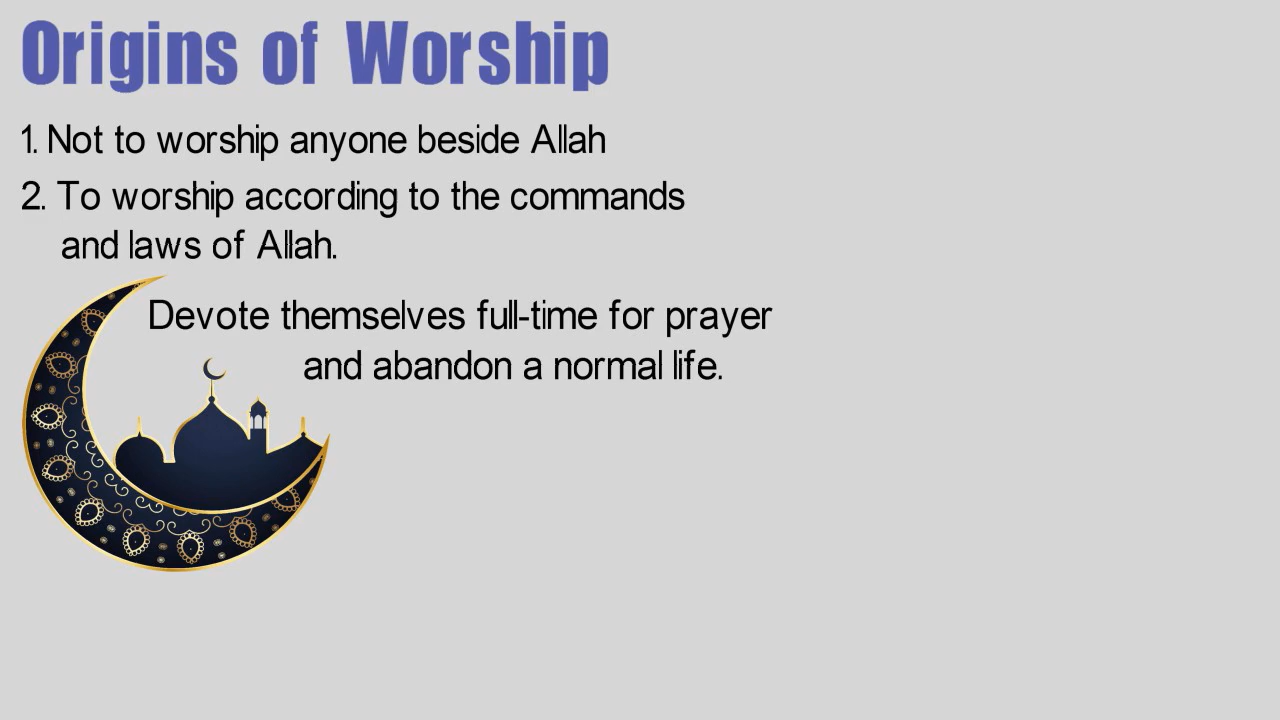 Origins of Worship
1. Not to worship anyone beside Allah
2. To worship according to the commands
and laws of Allah.
Devote themselves full-time for prayer
and abandon a normal life.